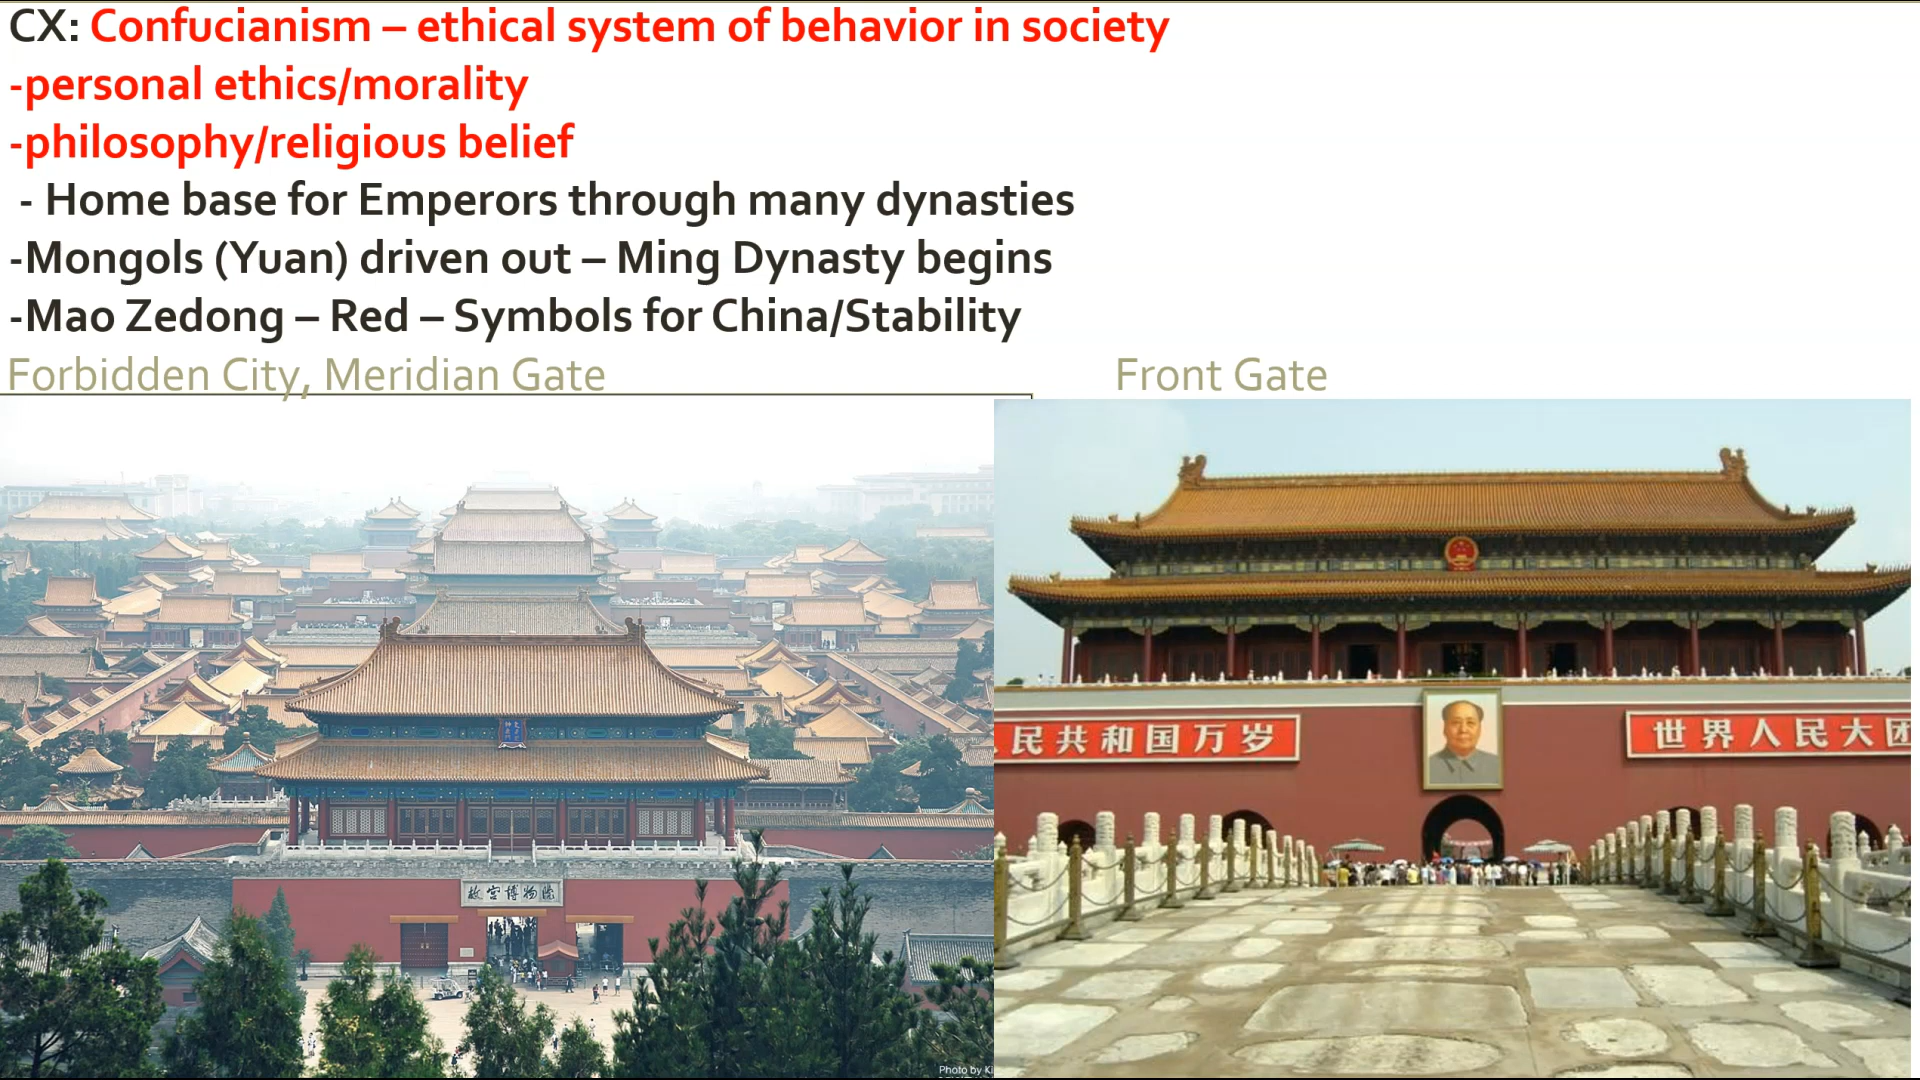 CX: Confucianism – ethical system of behavior in society
-personal ethics/morality
-philosophy/religious belief
- Home base for Emperors through many dynasties
-Mongols (Yuan) driven out – Ming Dynasty begins
-Mao Zedong – Red – Symbols for China/Stability
Forbidden City, Meridian Gate
Front Gate
故宫博物院
民共和国万岁
世界人民大团
Photo by Ki